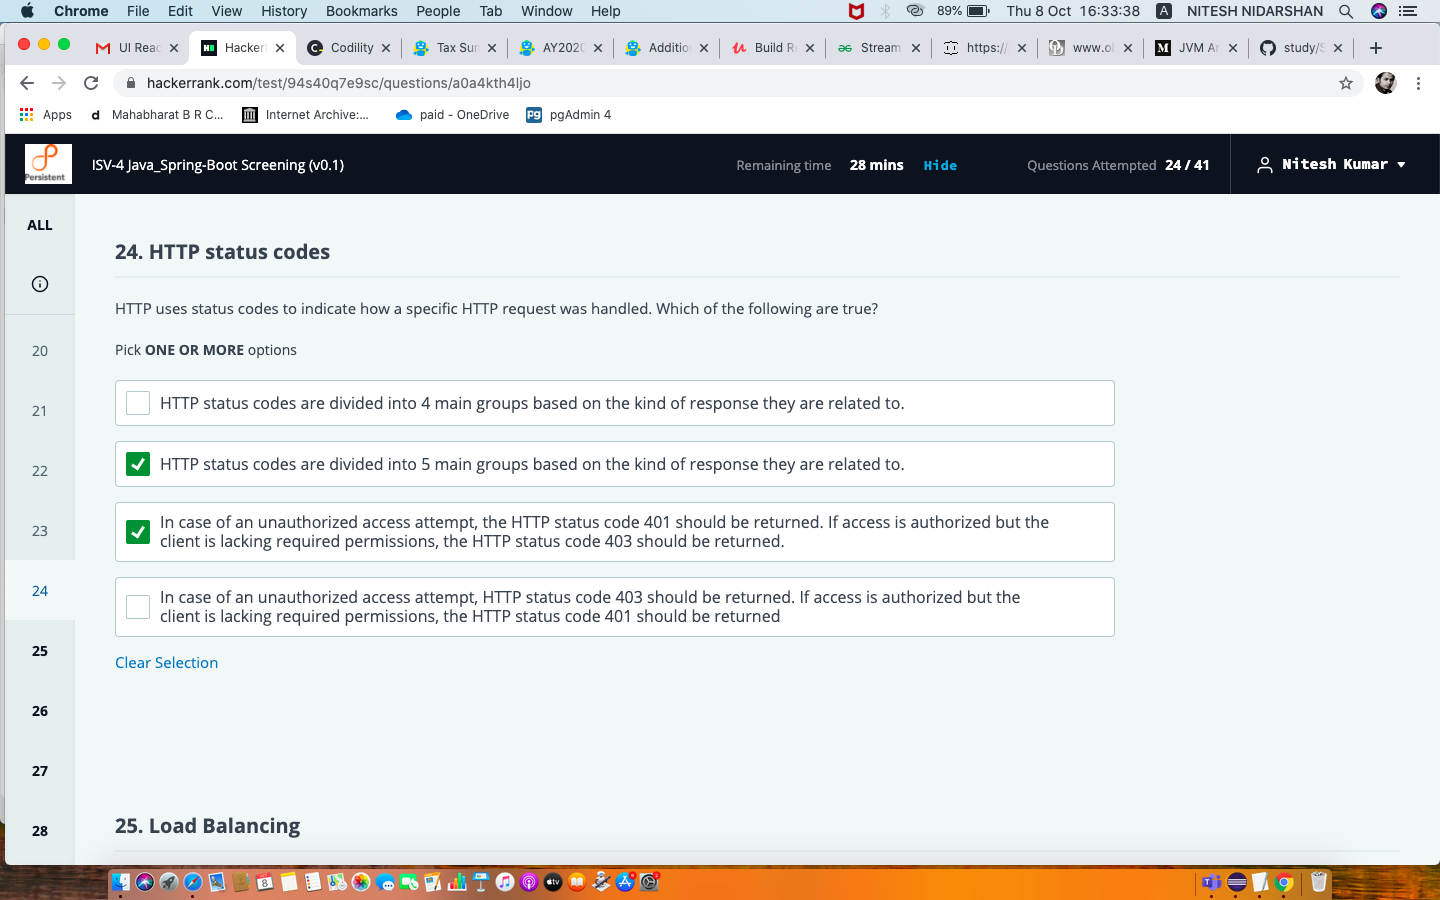 Chrome File Edit View History Bookmarks People Tab Window Help 89% Thu 8 Oct 16:33:38 A NITESH NIDARSHAN
UI Reac Hacker Codility Tax Sur AY202 Additio Build R Stream https:// www.o JVM Ar study/S
hackerrank.com/test/94s40q7e9sc/questions/a0a4kth4ljo
Apps Mahabharat B R C... Internet Archive:... paid - OneDrive pgAdmin 4
Persistent ISV-4 Java_Spring-Boot Screening (v0.1) Remaining time 28 mins Hide Questions Attempted 24 / 41 Nitesh Kumar
ALL
24. HTTP status codes
HTTP uses status codes to indicate how a specific HTTP request was handled. Which of the following are true?
20
Pick ONE OR MORE options
HTTP status codes are divided into 4 main groups based on the kind of response they are related to.
21
HTTP status codes are divided into 5 main groups based on the kind of response they are related to.
22
In case of an unauthorized access attempt, the HTTP status code 401 should be returned. If access is authorized but the
23
client is lacking required permissions, the HTTP status code 403 should be returned.
24
In case of an unauthorized access attempt, HTTP status code 403 should be returned. If access is authorized but the
client is lacking required permissions, the HTTP status code 401 should be returned
25
Clear Selection
26
27
28
25. Load Balancing